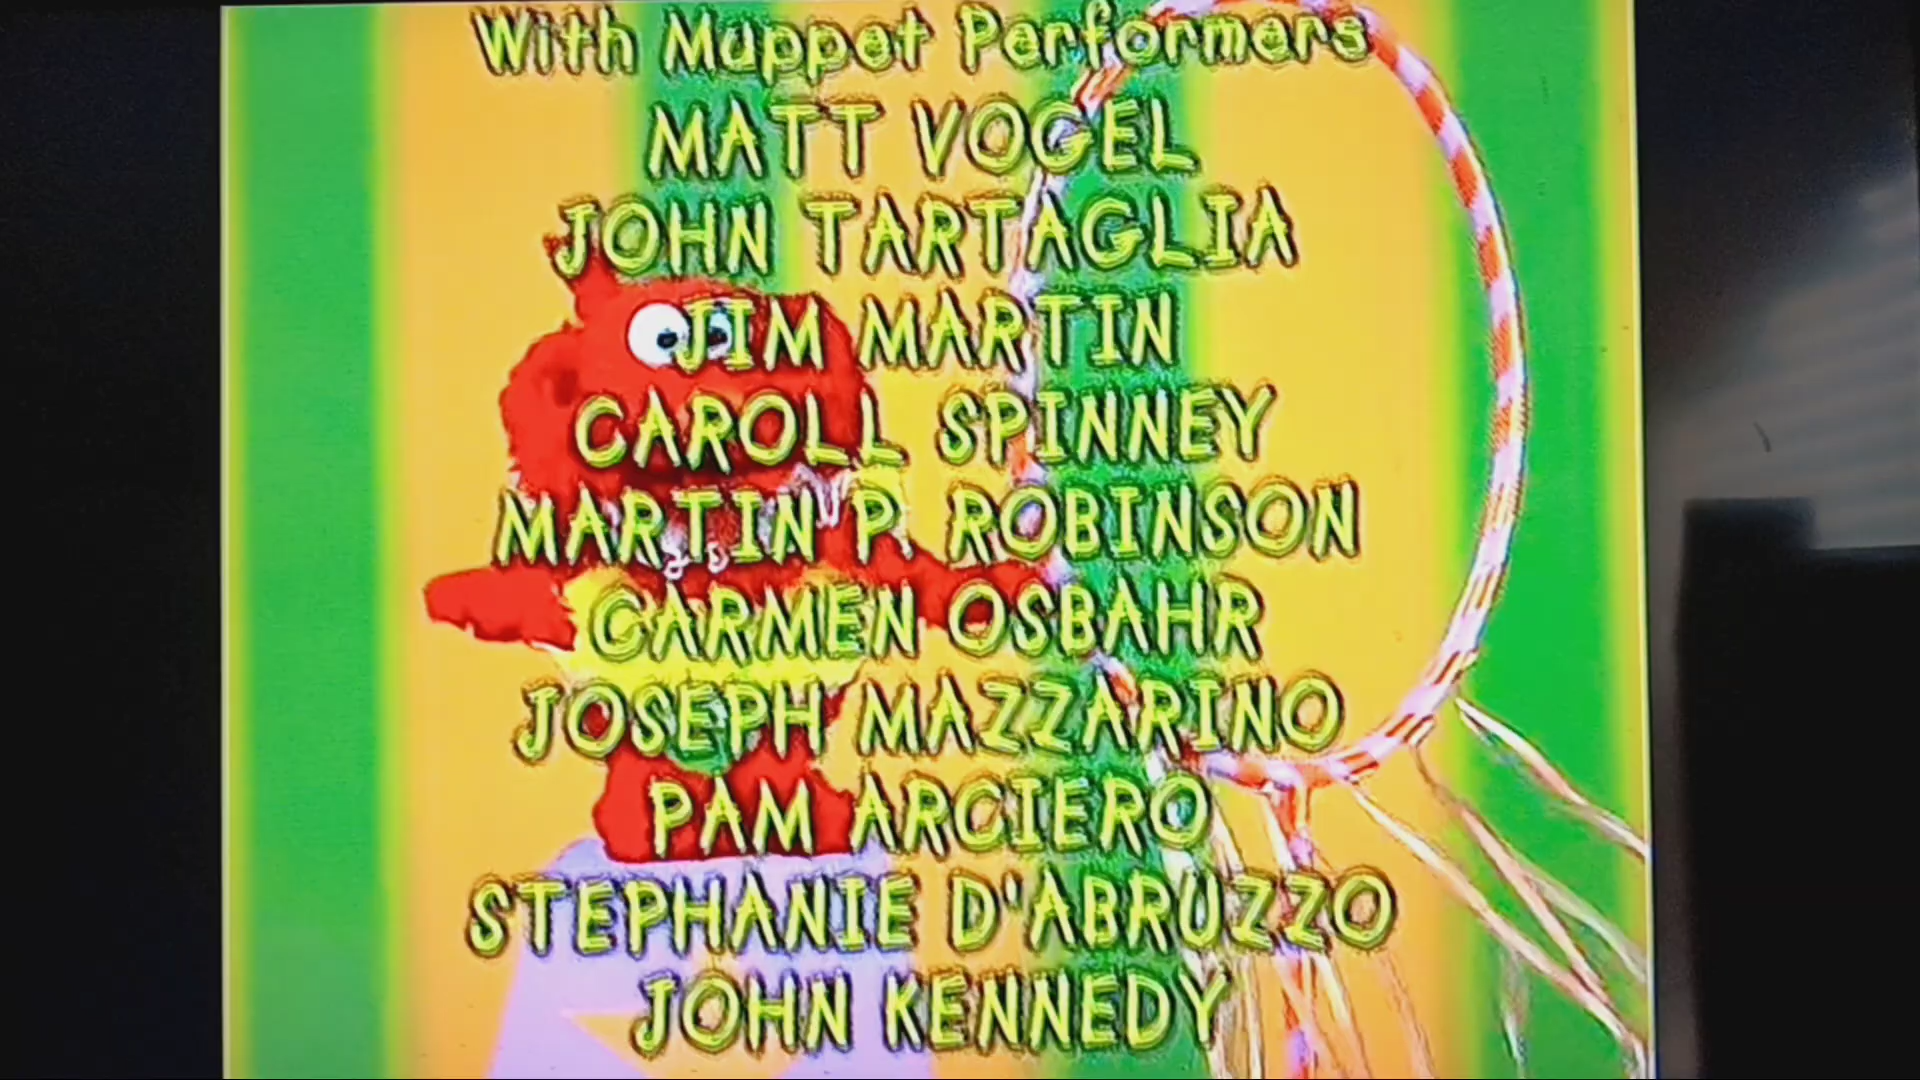 With Muppet Performers
MATT VOGEL
JOHN TARTAGLIA
JIM MARTIN
CAROLL SPINNEY
MARTIN P. ROBINSON
CARMEN OSBAHR
JOSEPH MAZZARINO
PAM ARCIERO
STEPHANIE D'ABRUZZO
JOHN KENNEDY